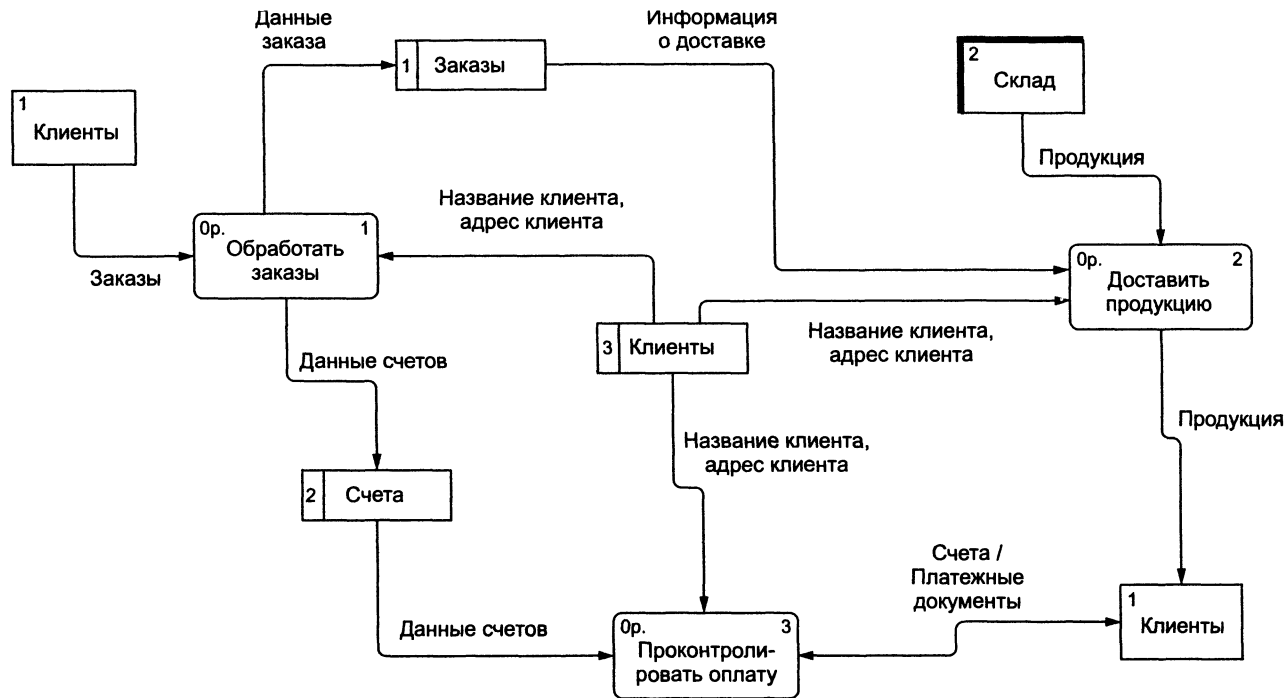 Данные
заказа
Информация
о доставке
1
Заказы
2
Склад
1
Клиенты
Продукция
Название клиента,
адрес клиента
0р.
1
Обработать
заказы
Заказы
0р.
2
Доставить
продукцию
3
Клиенты
Название клиента,
адрес клиента
Данные счетов
Продукция
Название клиента,
адрес клиента
2
Счета
Счета /
Платежные
документы
1
Клиенты
Данные счетов
0р.
3
Проконтроли-
ровать оплату